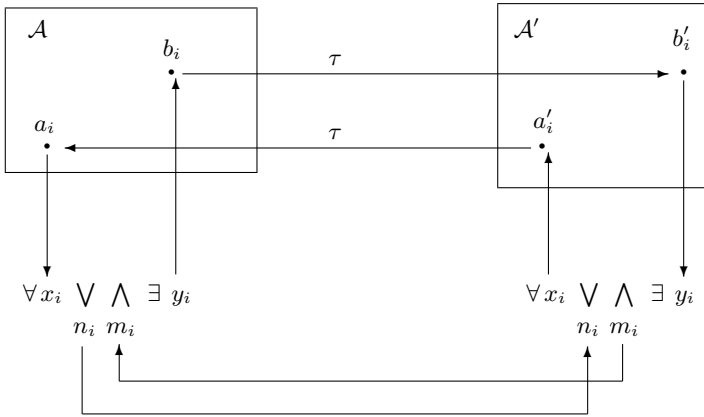 𝒜 𝒜′
b_i τ b′_i
a_i τ a′_i
∀ x_i ⋁ ⋀ ∃ y_i ∀ x_i ⋁ ⋀ ∃ y_i
n_i m_i n_i m_i